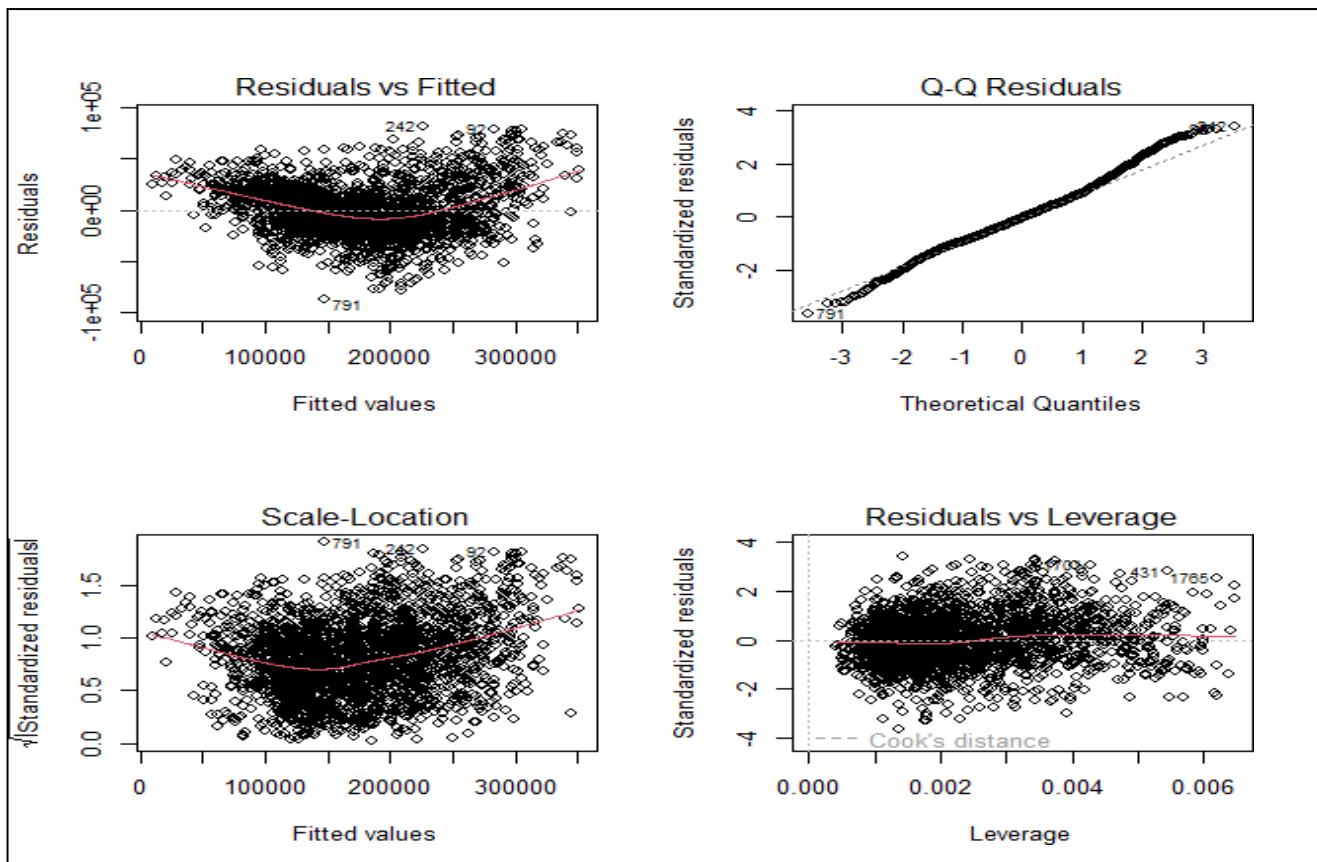 Residuals vs Fitted
Residuals
1e+05
0e+00
-1e+05
242
92
791
0 100000 200000 300000
Fitted values
Q-Q Residuals
Standardized residuals
4
2
0
-2
791
-3 -2 -1 0 1 2 3
Theoretical Quantiles
Scale-Location
√|Standardized residuals|
1.5
1.0
0.5
0.0
791
242
92
0 100000 200000 300000
Fitted values
Residuals vs Leverage
Standardized residuals
4
2
0
-2
-4
431
1765
Cook's distance
0.000 0.002 0.004 0.006
Leverage